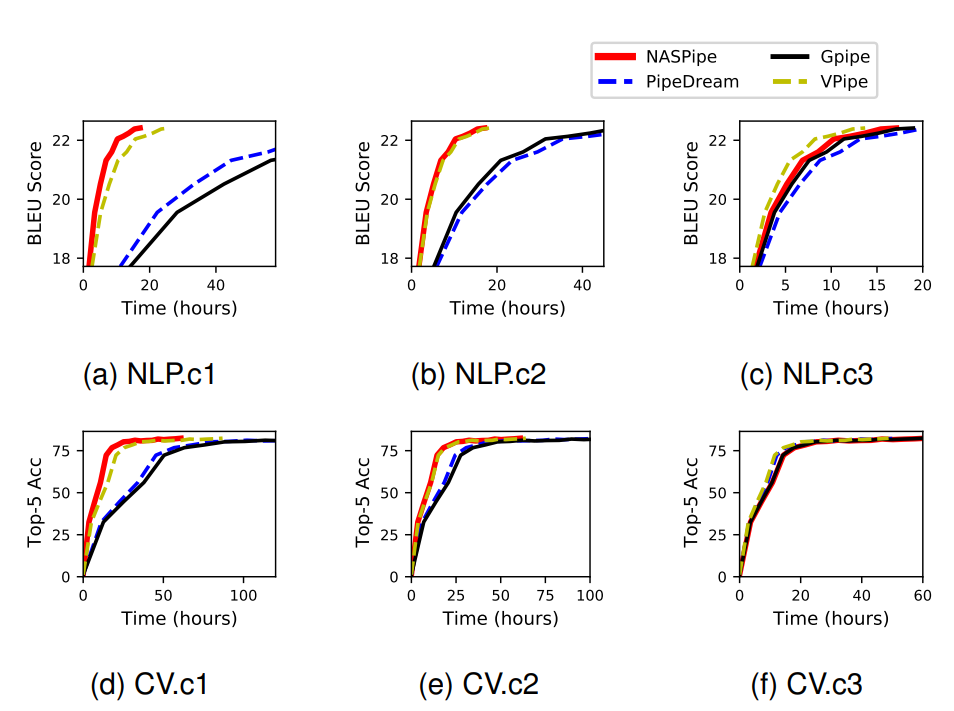 NASPipe Gpipe
PipeDream VPipe
22
20
18
BLEU Score
0 20 40
Time (hours)
(a) NLP.c1
22
20
18
BLEU Score
0 20 40
Time (hours)
(b) NLP.c2
22
20
18
BLEU Score
0 5 10 15 20
Time (hours)
(c) NLP.c3
75
50
25
0
Top-5 Acc
0 50 100
Time (hours)
(d) CV.c1
75
50
25
0
Top-5 Acc
0 25 50 75 100
Time (hours)
(e) CV.c2
75
50
25
0
Top-5 Acc
0 20 40 60
Time (hours)
(f) CV.c3